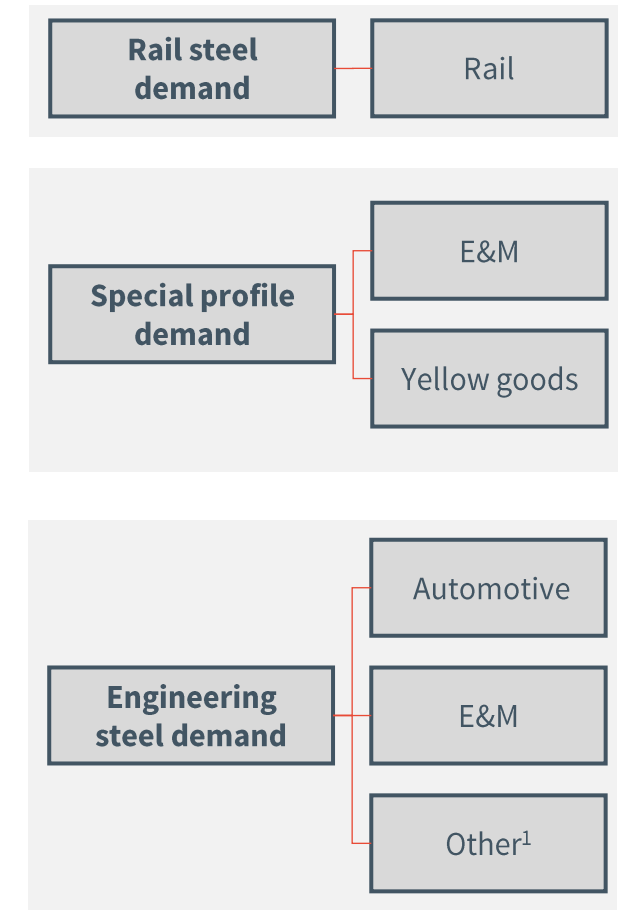 Rail steel
demand
Rail
Special profile
demand
E&M
Yellow goods
Engineering
steel demand
Automotive
E&M
Other¹